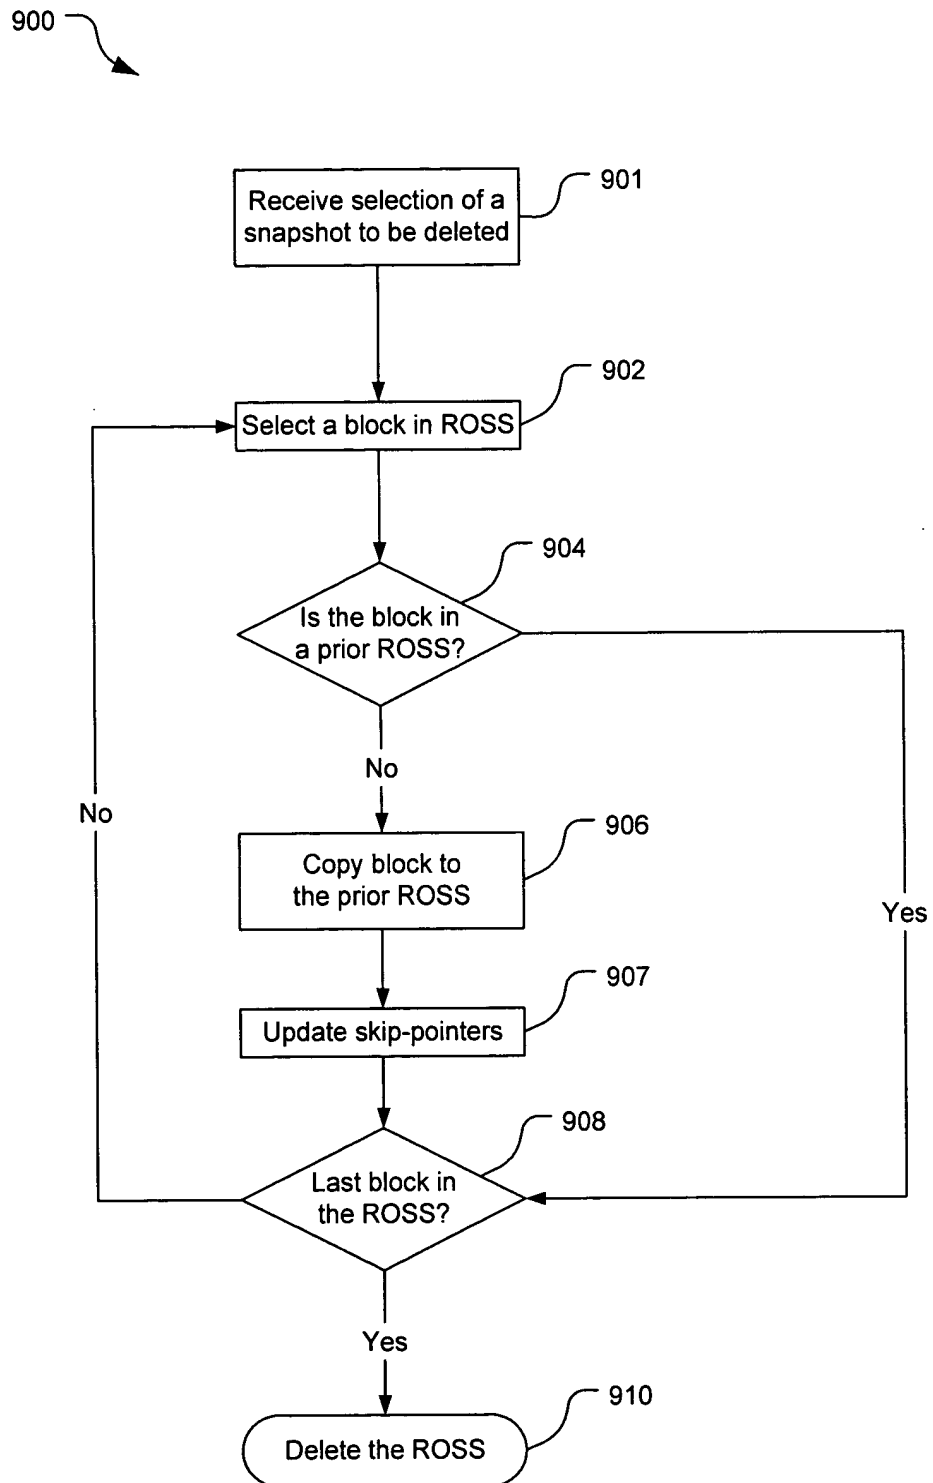 900
Receive selection of a
snapshot to be deleted
901
902
Select a block in ROSS
904
Is the block in
a prior ROSS?
No
No
906
Copy block to
the prior ROSS
Yes
907
Update skip-pointers
908
Last block in
the ROSS?
Yes
910
Delete the ROSS